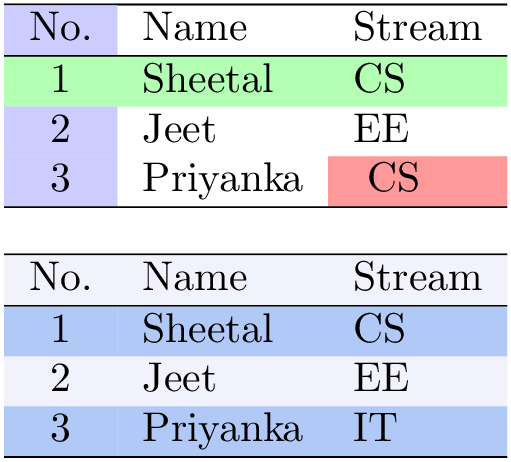 No. Name Stream
1 Sheetal CS
2 Jeet EE
3 Priyanka CS
No. Name Stream
1 Sheetal CS
2 Jeet EE
3 Priyanka IT